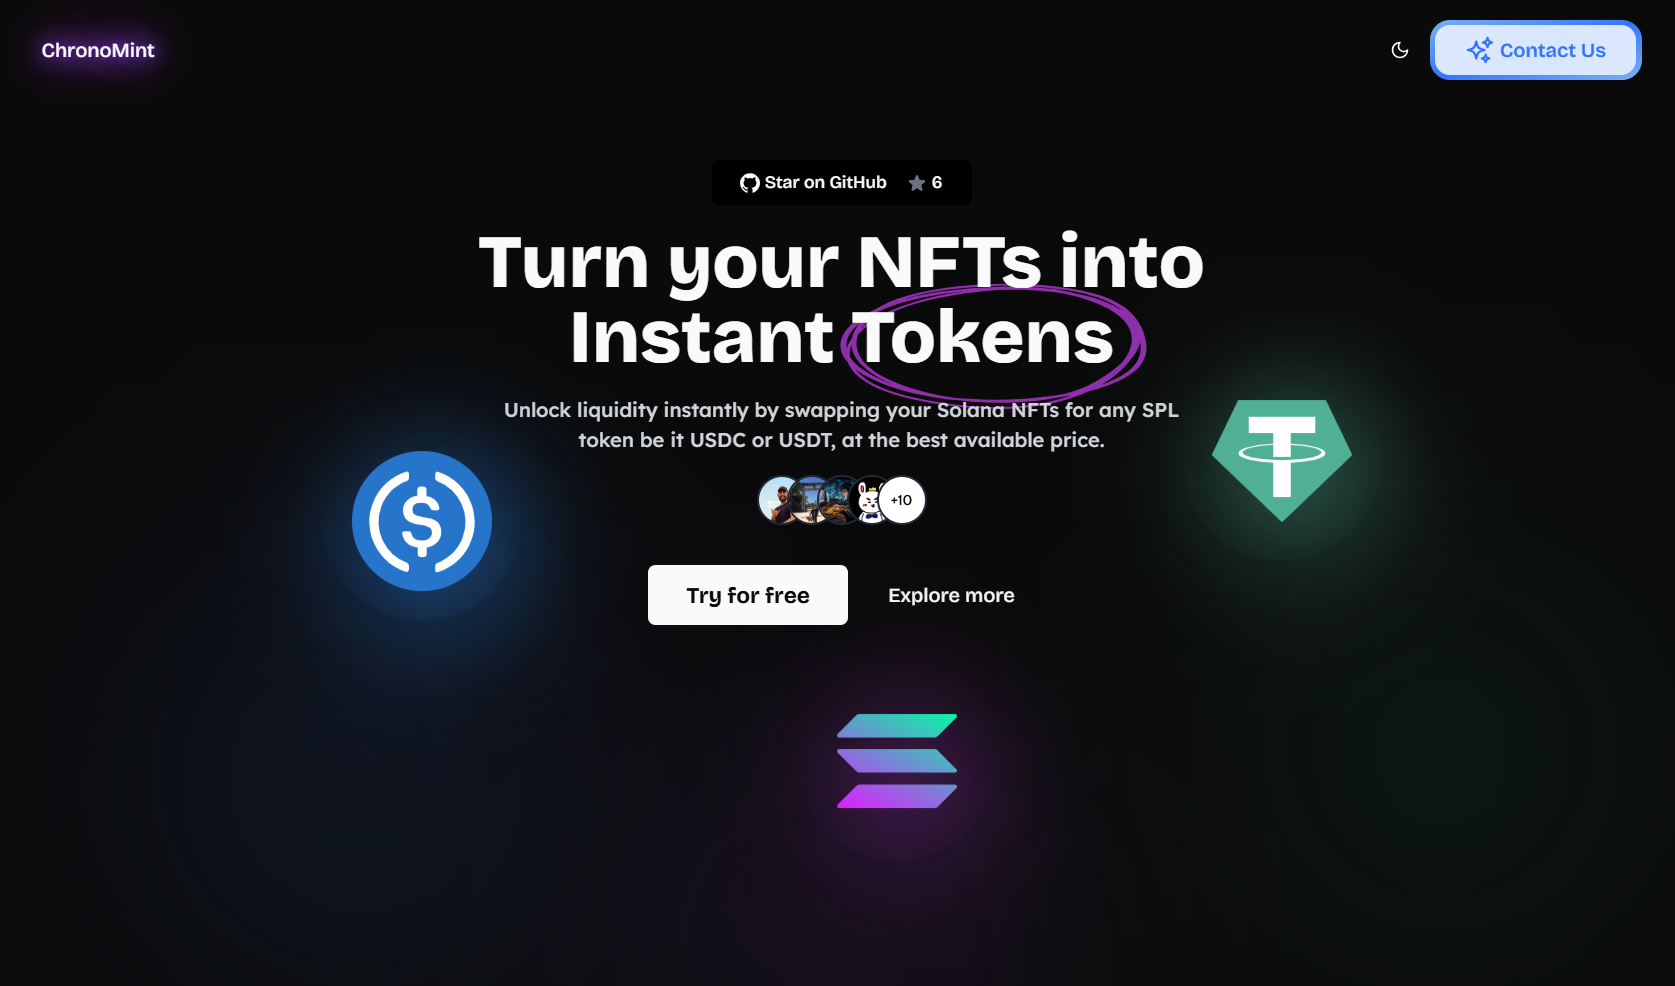 ChronoMint
Contact Us
Star on GitHub 6
Turn your NFTs into
Instant Tokens
Unlock liquidity instantly by swapping your Solana NFTs for any SPL
token be it USDC or USDT, at the best available price.
+10
Try for free
Explore more